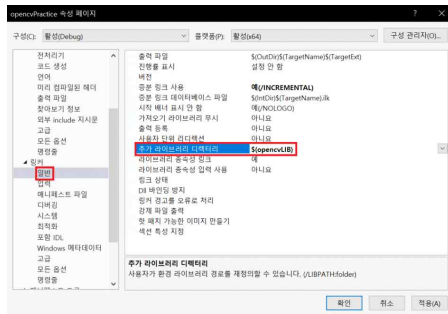 opencvPractice 속성 페이지
? ×
구성(C): 활성(Debug) 플랫폼(P): 활성(x64) 구성 관리자(O)...
전처리기
코드 생성
언어
미리 컴파일된 헤더
출력 파일
찾아보기 정보
외부 include 지시문
고급
모든 옵션
명령줄
링커
일반
입력
매니페스트 파일
디버깅
시스템
최적화
포함 IDL
Windows 메타데이터
고급
모든 옵션
명령줄
출력 파일 $(OutDir)$(TargetName)$(TargetExt)
진행률 표시 설정 안 함
버전
증분 링크 사용 예(/INCREMENTAL)
증분 링크 데이터베이스 파일 $(IntDir)$(TargetName).ilk
시작 배너 표시 안 함 예(/NOLOGO)
가져오기 라이브러리 무시 아니요
출력 등록 아니요
사용자 단위 리디렉션 아니요
추가 라이브러리 디렉터리 $(opencvLIB)
라이브러리 종속성 링크 예
라이브러리 종속성 입력 사용 아니요
링크 상태
Dll 바인딩 방지
링커 경고를 오류로 처리
강제 파일 출력
핫 패치 가능한 이미지 만들기
섹션 특성 지정
추가 라이브러리 디렉터리
사용자가 환경 라이브러리 경로를 재정의할 수 있습니다. (/LIBPATH:folder)
확인 취소 적용(A)